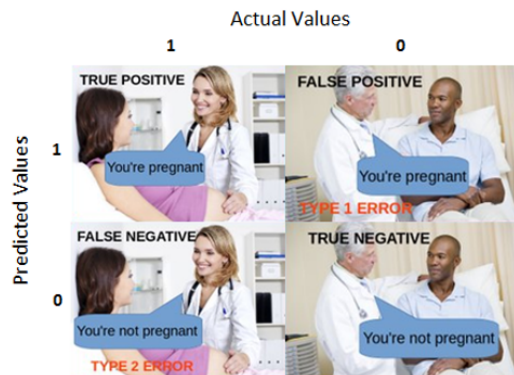 Actual Values
1 0
Predicted Values
1
TRUE POSITIVE
You're pregnant
FALSE POSITIVE
You're pregnant
TYPE 1 ERROR
0
FALSE NEGATIVE
You're not pregnant
TYPE 2 ERROR
TRUE NEGATIVE
You're not pregnant